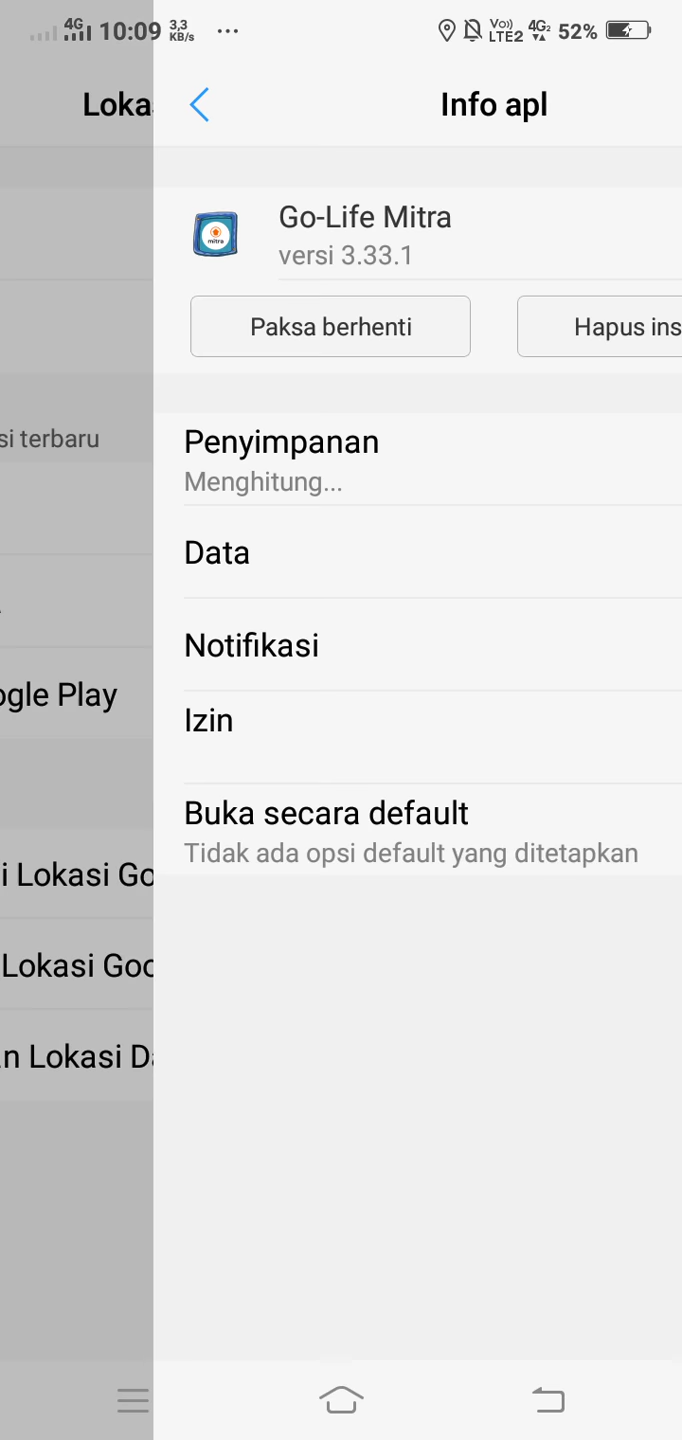 4G 10:09 3,3 KB/s ... Vo)) LTE2 4G2 52%
Loka
Info apl
mitra
Go-Life Mitra
versi 3.33.1
Paksa berhenti
Hapus ins
si terbaru
Penyimpanan
Menghitung...
Data
Notifikasi
ogle Play
Izin
Buka secara default
Tidak ada opsi default yang ditetapkan
i Lokasi Go
Lokasi Goo
n Lokasi Da